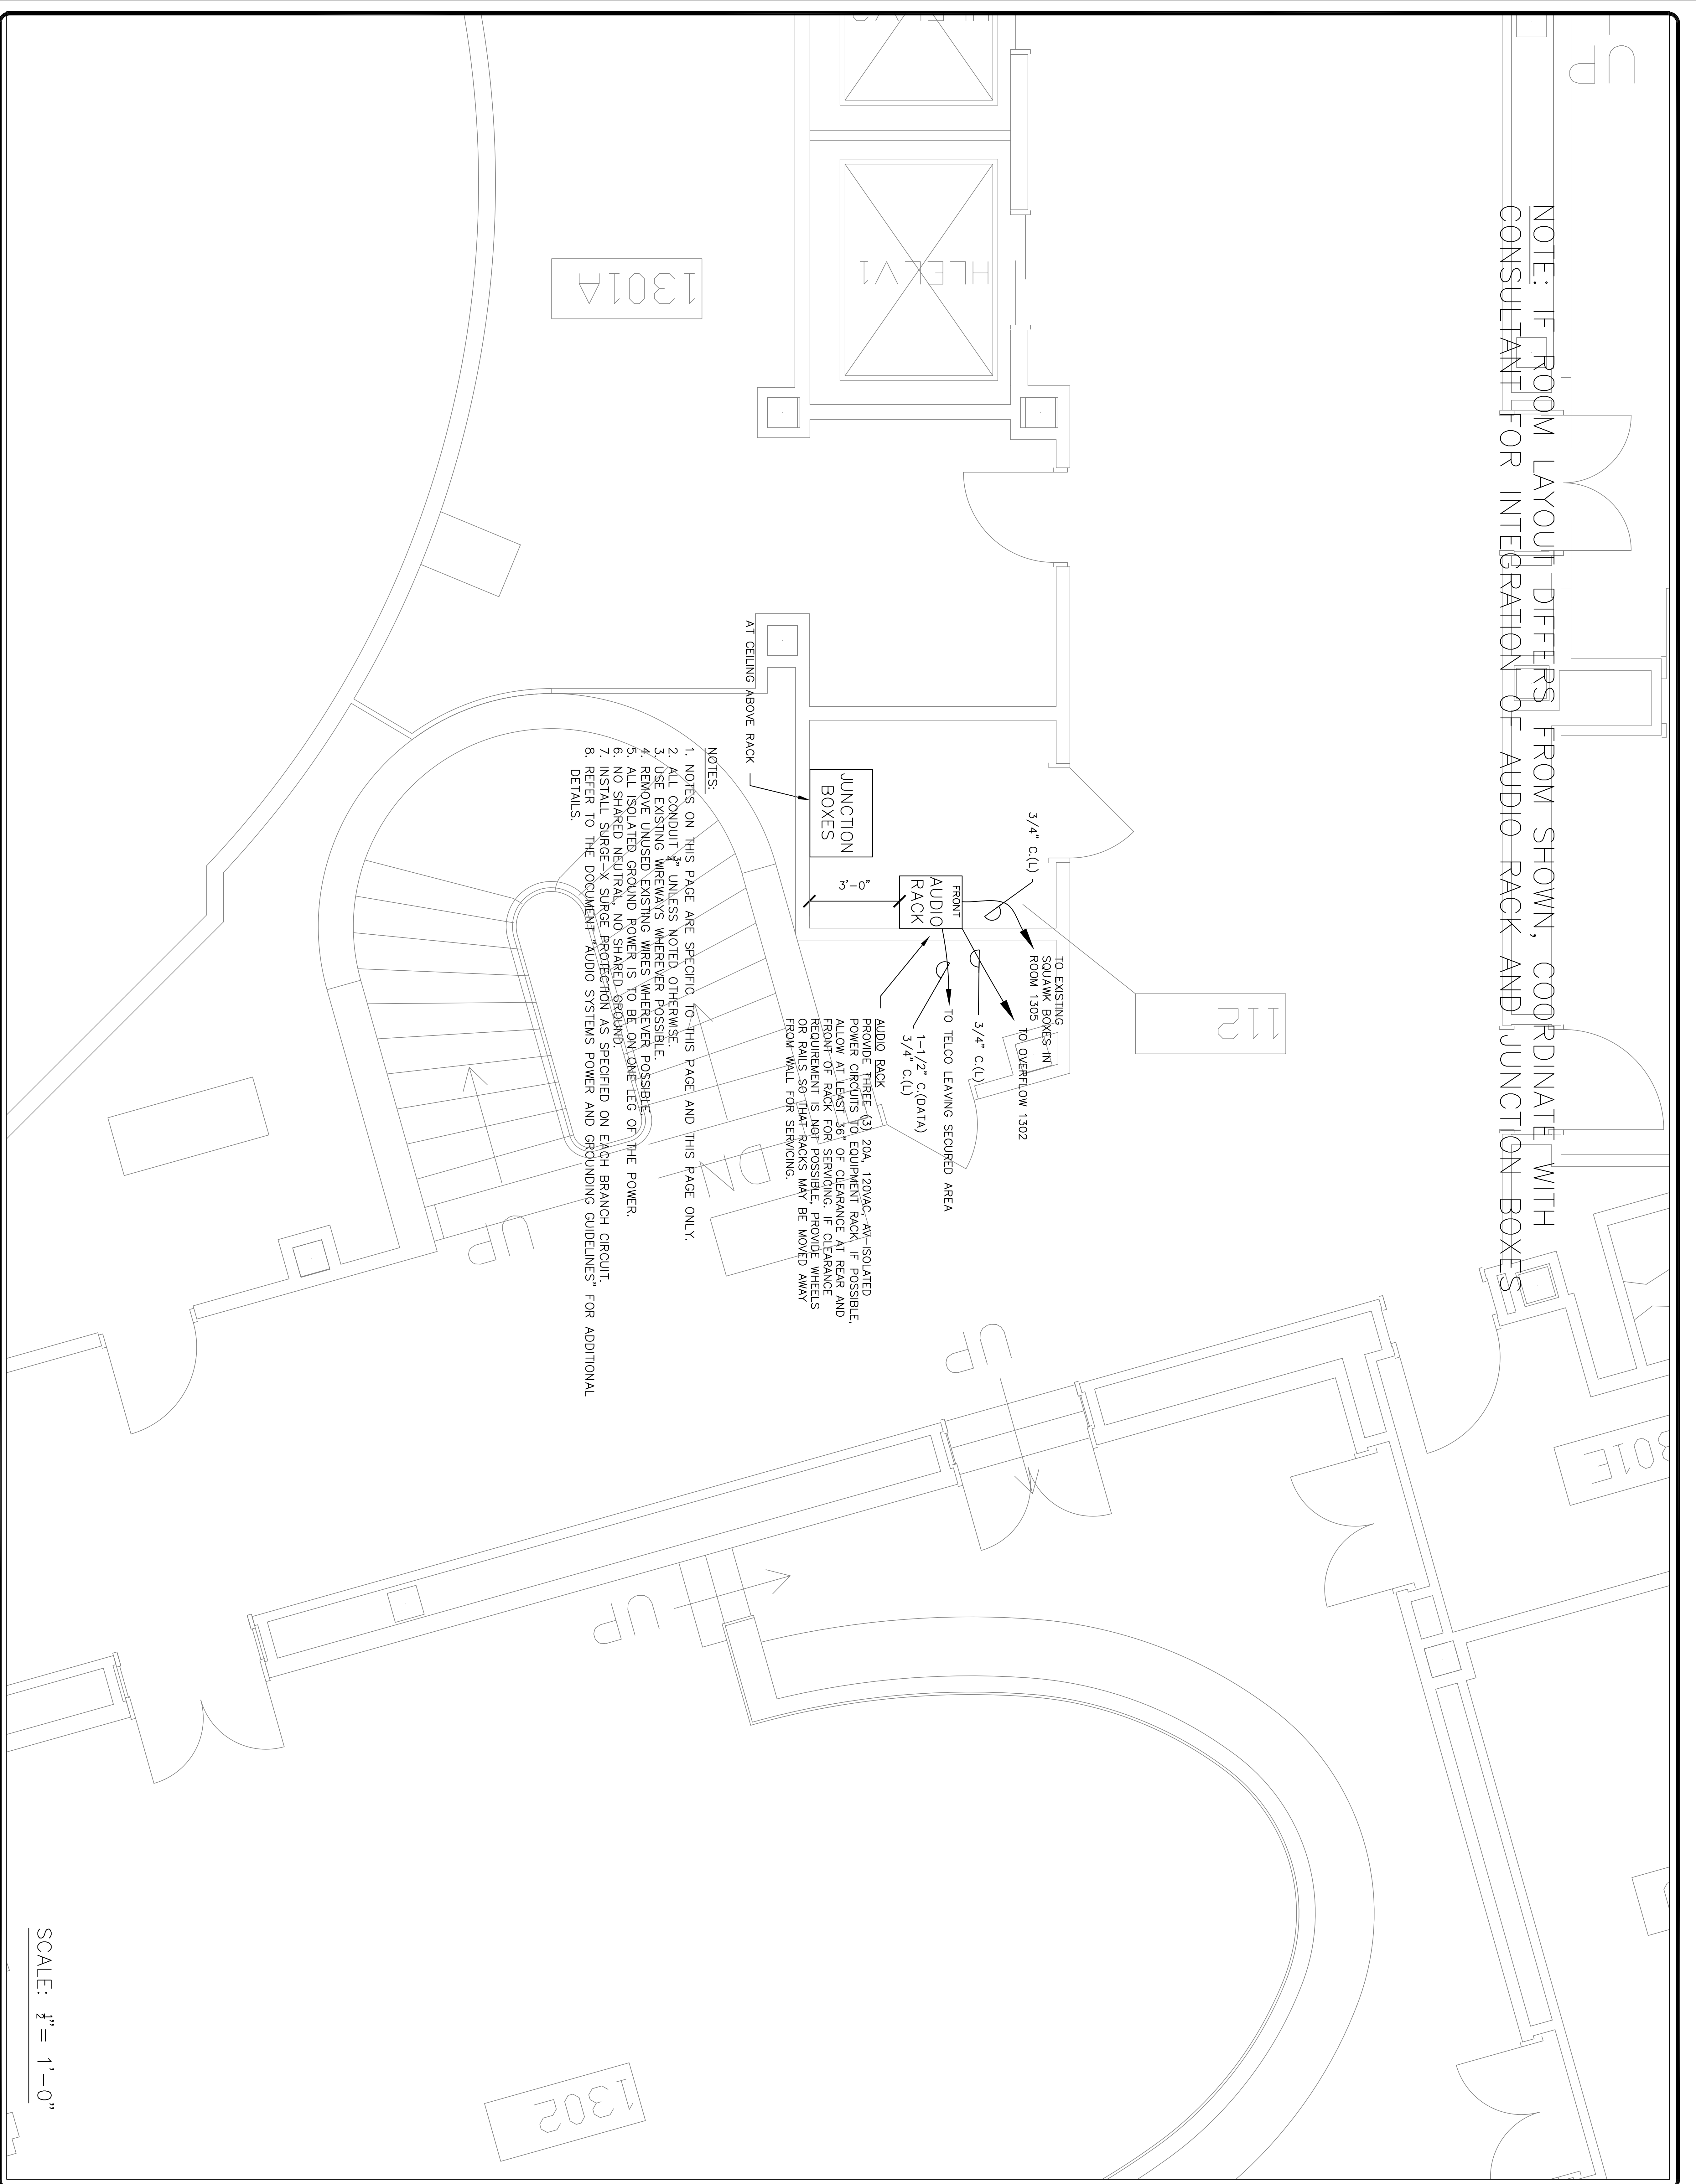 NOTE: IF ROOM LAYOUT DIFFERS FROM SHOWN, COORDINATE WITH
CONSULTANT FOR INTEGRATION OF AUDIO RACK AND JUNCTION BOXES
UP
HLELV1
1301A
112
3/4" C.(L)
TO EXISTING
SQUAWK BOXES IN
ROOM 1305
TO OVERFLOW 1302
3/4" C.(L)
TO TELCO LEAVING SECURED AREA
1-1/2" C.(DATA)
3/4" C.(L)
FRONT
AUDIO
RACK
3'-0"
JUNCTION
BOXES
AT CEILING ABOVE RACK
AUDIO RACK
PROVIDE THREE (3) 20A, 120VAC, AV-ISOLATED
POWER CIRCUITS TO EQUIPMENT RACK. IF POSSIBLE,
ALLOW AT LEAST 36" OF CLEARANCE AT REAR AND
FRONT OF RACK FOR SERVICING. IF CLEARANCE
REQUIREMENT IS NOT POSSIBLE, PROVIDE WHEELS
OR RAILS SO THAT RACKS MAY BE MOVED AWAY
FROM WALL FOR SERVICING.
NOTES:
1. NOTES ON THIS PAGE ARE SPECIFIC TO THIS PAGE AND THIS PAGE ONLY.
2. ALL CONDUIT 3/4" UNLESS NOTED OTHERWISE.
3. USE EXISTING WIREWAYS WHEREVER POSSIBLE.
4. REMOVE UNUSED EXISTING WIRES WHEREVER POSSIBLE.
5. ALL ISOLATED GROUND POWER IS TO BE ON ONE LEG OF THE POWER.
6. NO SHARED NEUTRAL, NO SHARED GROUND.
7. INSTALL SURGE-X SURGE PROTECTION AS SPECIFIED ON EACH BRANCH CIRCUIT.
8. REFER TO THE DOCUMENT "AUDIO SYSTEMS POWER AND GROUNDING GUIDELINES" FOR ADDITIONAL
DETAILS.
DN
UP
UP
UP
1302
SCALE: 1/2" = 1'-0"